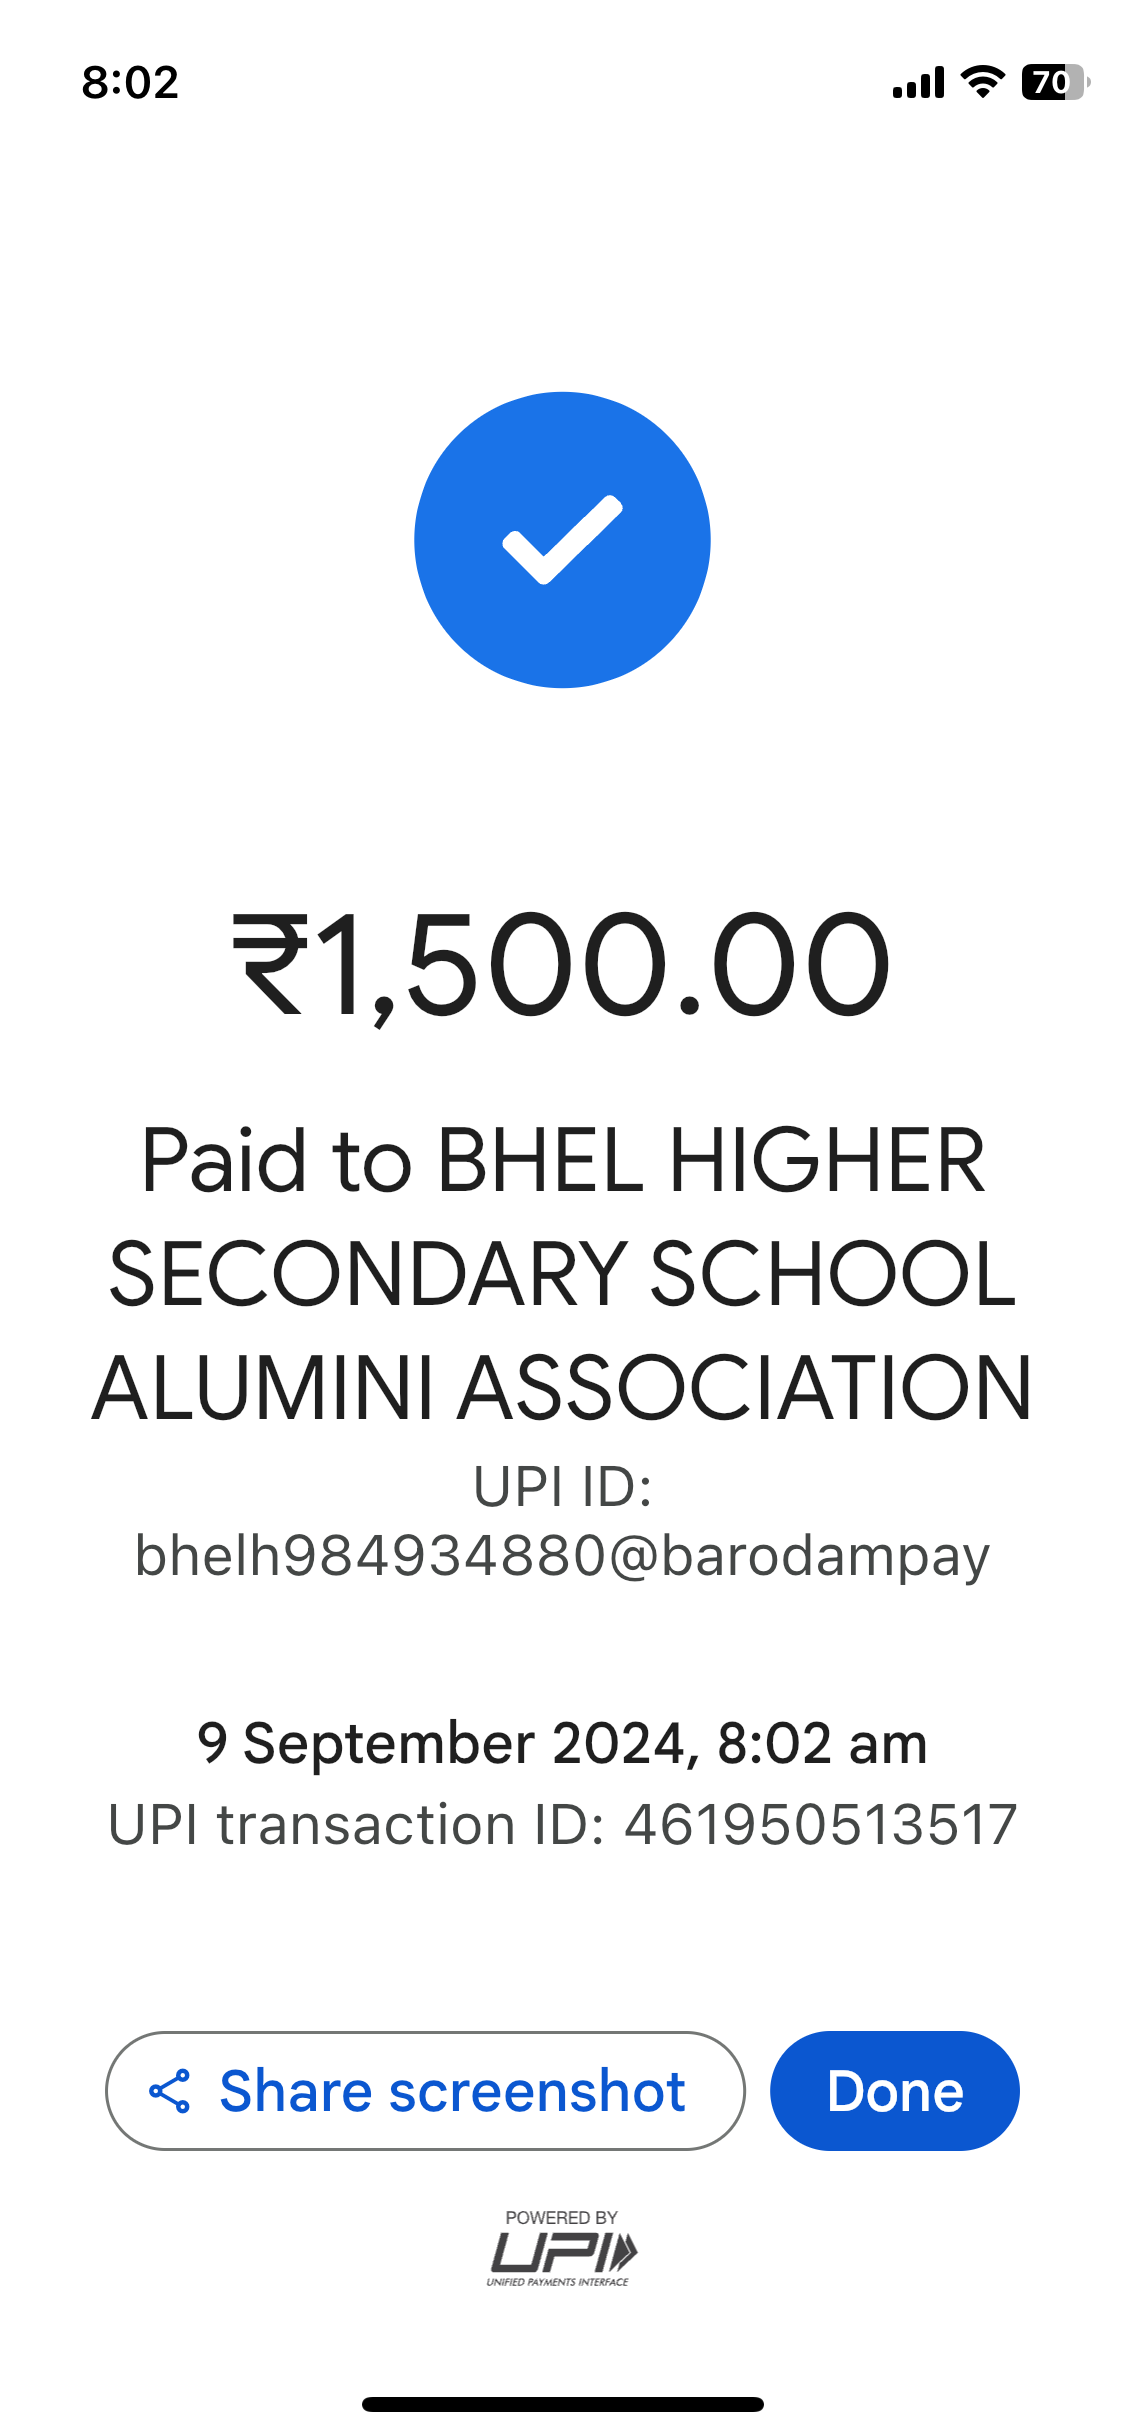 8:02
70
₹1,500.00
Paid to BHEL HIGHER
SECONDARY SCHOOL
ALUMINI ASSOCIATION
UPI ID:
bhelh984934880@barodampay
9 September 2024, 8:02 am
UPI transaction ID: 461950513517
Share screenshot
Done
POWERED BY
UPI
UNIFIED PAYMENTS INTERFACE